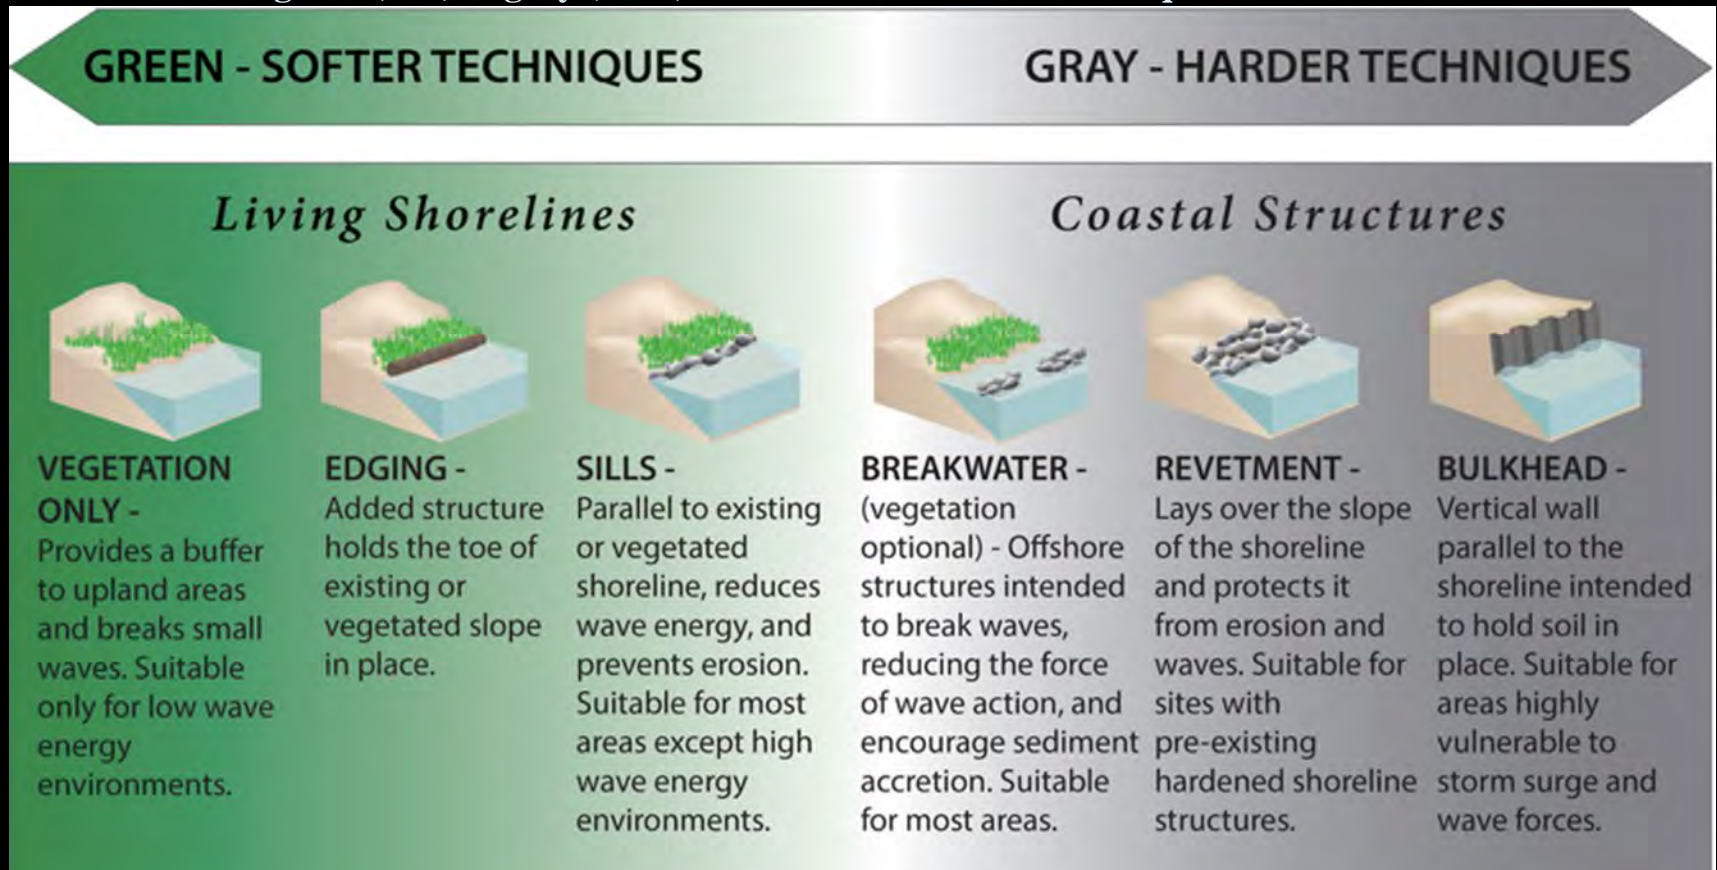 GREEN - SOFTER TECHNIQUES
GRAY - HARDER TECHNIQUES
Living Shorelines
Coastal Structures
VEGETATION
ONLY -
Provides a buffer
to upland areas
and breaks small
waves. Suitable
only for low wave
energy
environments.
EDGING -
Added structure
holds the toe of
existing or
vegetated slope
in place.
SILLS -
Parallel to existing
or vegetated
shoreline, reduces
wave energy, and
prevents erosion.
Suitable for most
areas except high
wave energy
environments.
BREAKWATER -
(vegetation
optional) - Offshore
structures intended
to break waves,
reducing the force
of wave action, and
encourage sediment
accretion. Suitable
for most areas.
REVETMENT -
Lays over the slope
of the shoreline
and protects it
from erosion and
waves. Suitable for
sites with
pre-existing
hardened shoreline
structures.
BULKHEAD -
Vertical wall
parallel to the
shoreline intended
to hold soil in
place. Suitable for
areas highly
vulnerable to
storm surge and
wave forces.